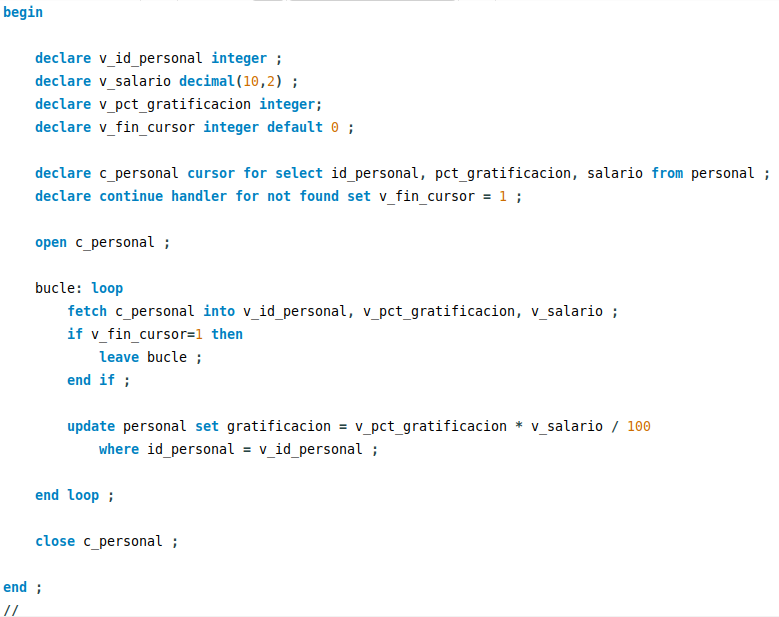 begin
declare v_id_personal integer ;
declare v_salario decimal(10,2) ;
declare v_pct_gratificacion integer;
declare v_fin_cursor integer default 0 ;
declare c_personal cursor for select id_personal, pct_gratificacion, salario from personal ;
declare continue handler for not found set v_fin_cursor = 1 ;
open c_personal ;
bucle: loop
fetch c_personal into v_id_personal, v_pct_gratificacion, v_salario ;
if v_fin_cursor=1 then
leave bucle ;
end if ;
update personal set gratificacion = v_pct_gratificacion * v_salario / 100
where id_personal = v_id_personal ;
end loop ;
close c_personal ;
end ;
//